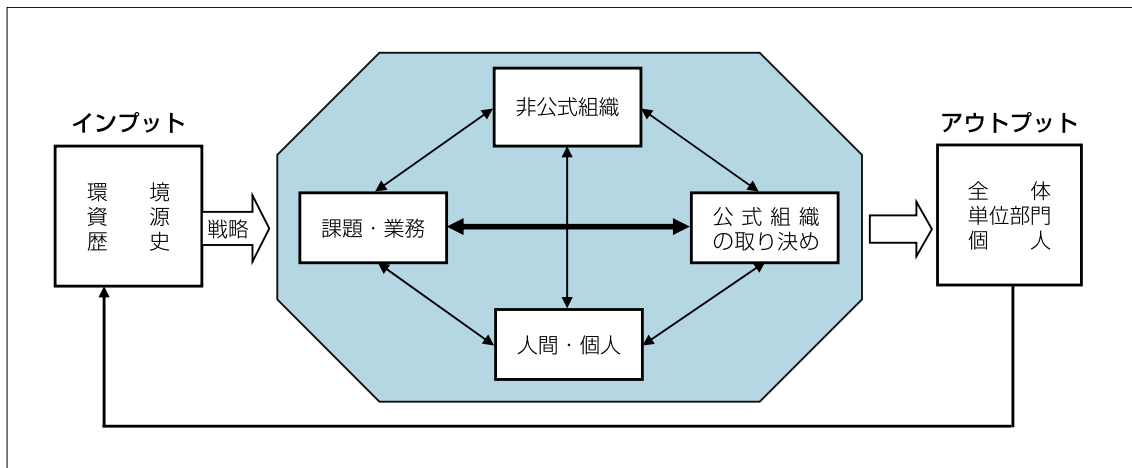 インプット
環境
資源
歴史
戦略
非公式組織
課題・業務
公式組織
の取り決め
人間・個人
アウトプット
全体
単位部門
個人